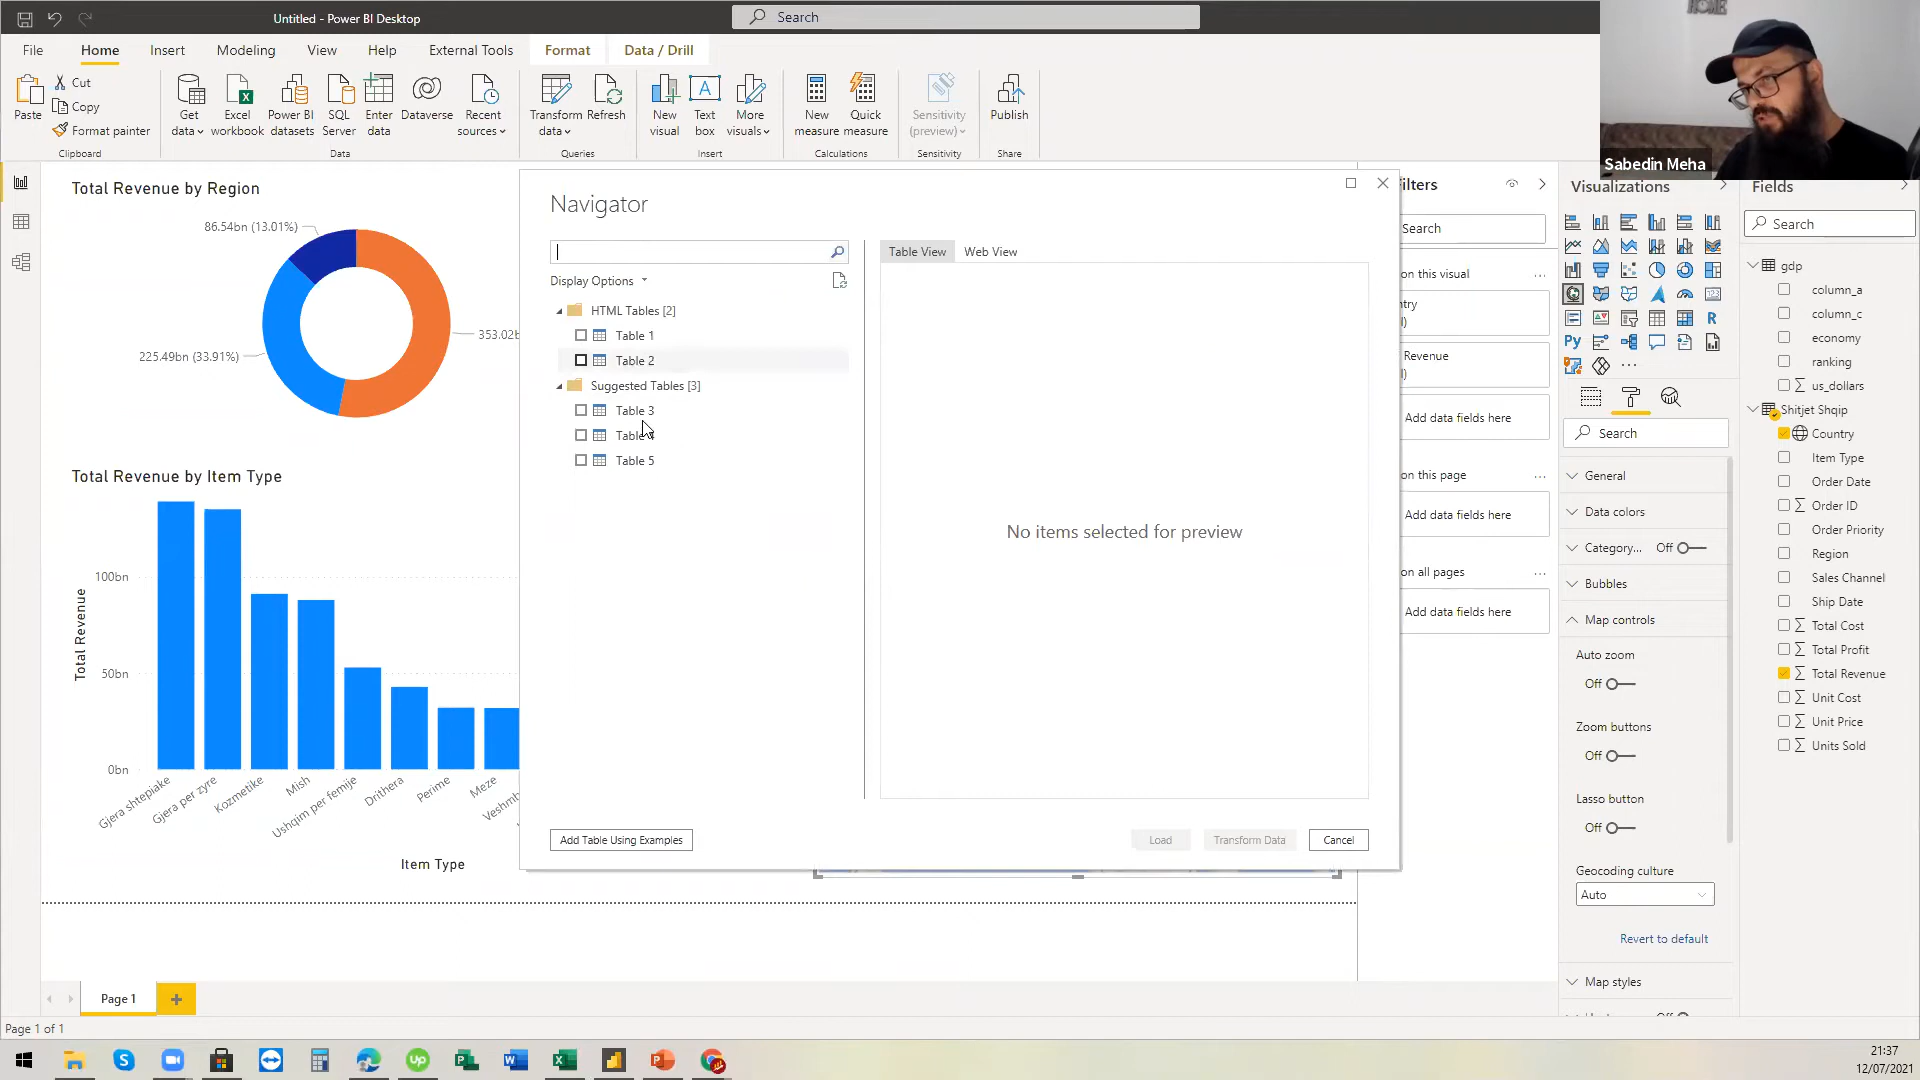 Untitled - Power BI Desktop
Search
File
Home
Insert
Modeling
View
Help
External Tools
Format
Data / Drill
Paste
Cut
Copy
Format painter
Clipboard
Get data
Excel workbook
Power BI datasets
SQL Server
Enter data
Dataverse
Recent sources
Data
Transform data
Refresh
Queries
New visual
Text box
More visuals
Insert
New measure
Quick measure
Calculations
Sensitivity (preview)
Sensitivity
Publish
Share
Sabedin Meha
Total Revenue by Region
86.54bn (13.01%)
353.02b
225.49bn (33.91%)
Total Revenue by Item Type
Total Revenue
100bn
50bn
0bn
Gjera shtepiake
Gjera per zyre
Kozmetike
Mish
Ushqim per femije
Drithera
Perime
Meze
Veshmb
Item Type
Navigator
Display Options
HTML Tables [2]
Table 1
Table 2
Suggested Tables [3]
Table 3
Table
Table 5
Table View
Web View
No items selected for preview
Add Table Using Examples
Load
Transform Data
Cancel
ilters
Search
on this visual
...
ntry
l)
Revenue
l)
Add data fields here
on this page
...
Add data fields here
on all pages
...
Add data fields here
Visualizations
R
Py
...
Search
General
Data colors
Category... Off
Bubbles
Map controls
Auto zoom
Off
Zoom buttons
Off
Lasso button
Off
Geocoding culture
Auto
Revert to default
Map styles
Fields
Search
gdp
column_a
column_c
economy
ranking
us_dollars
Shitjet Shqip
Country
Item Type
Order Date
Order ID
Order Priority
Region
Sales Channel
Ship Date
Total Cost
Total Profit
Total Revenue
Unit Cost
Unit Price
Units Sold
Page 1
Page 1 of 1
21:37
12/07/2021